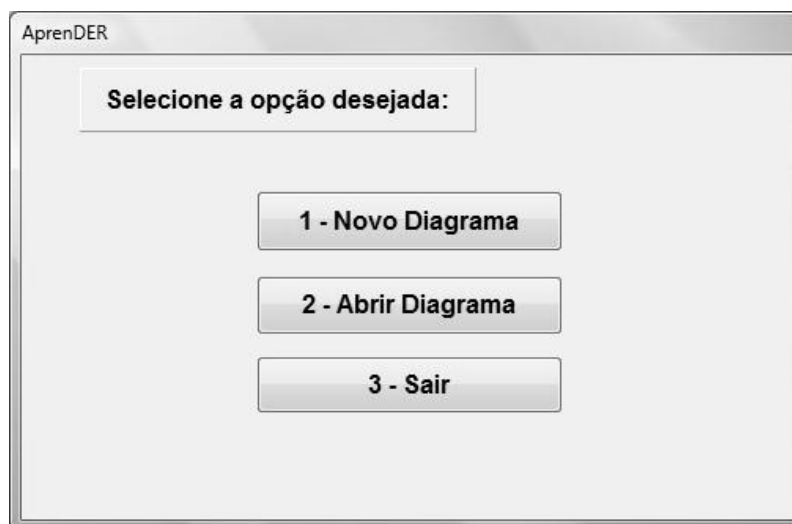 AprenDER
Selecione a opção desejada:
1 - Novo Diagrama
2 - Abrir Diagrama
3 - Sair